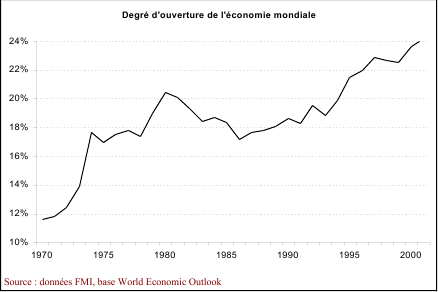 Degré d'ouverture de l'économie mondiale
24%
22%
20%
18%
16%
14%
12%
10%
1970 1975 1980 1985 1990 1995 2000
Source : données FMI, base World Economic Outlook